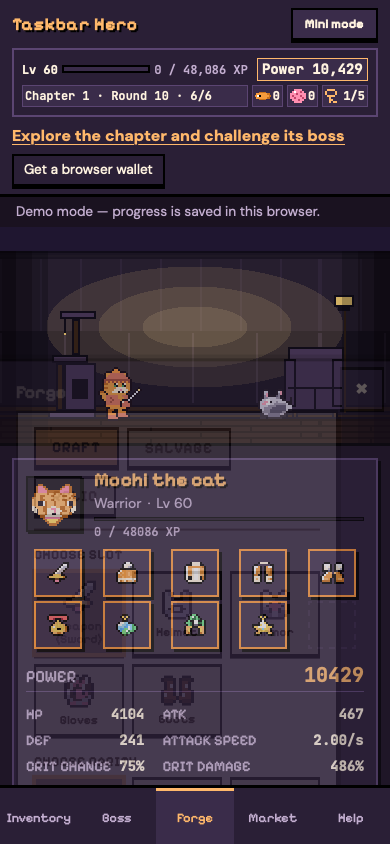 Taskbar Hero
Mini mode
Lv 60
0 / 48,086 XP
Power 10,429
Chapter 1 · Round 10 · 6/6
0
0
1/5
Explore the chapter and challenge its boss
Get a browser wallet
Demo mode — progress is saved in this browser.
Forge
CRAFT
SALVAGE
Mochi the cat
Warrior · Lv 60
0 / 48086 XP
CHOOSE SLOT
POWER
10429
Gloves
HP 4104 ATK 467
DEF 241 ATTACK SPEED 2.00/s
CRIT CHANCE 75% CRIT DAMAGE 486%
Inventory
Boss
Forge
Market
Help